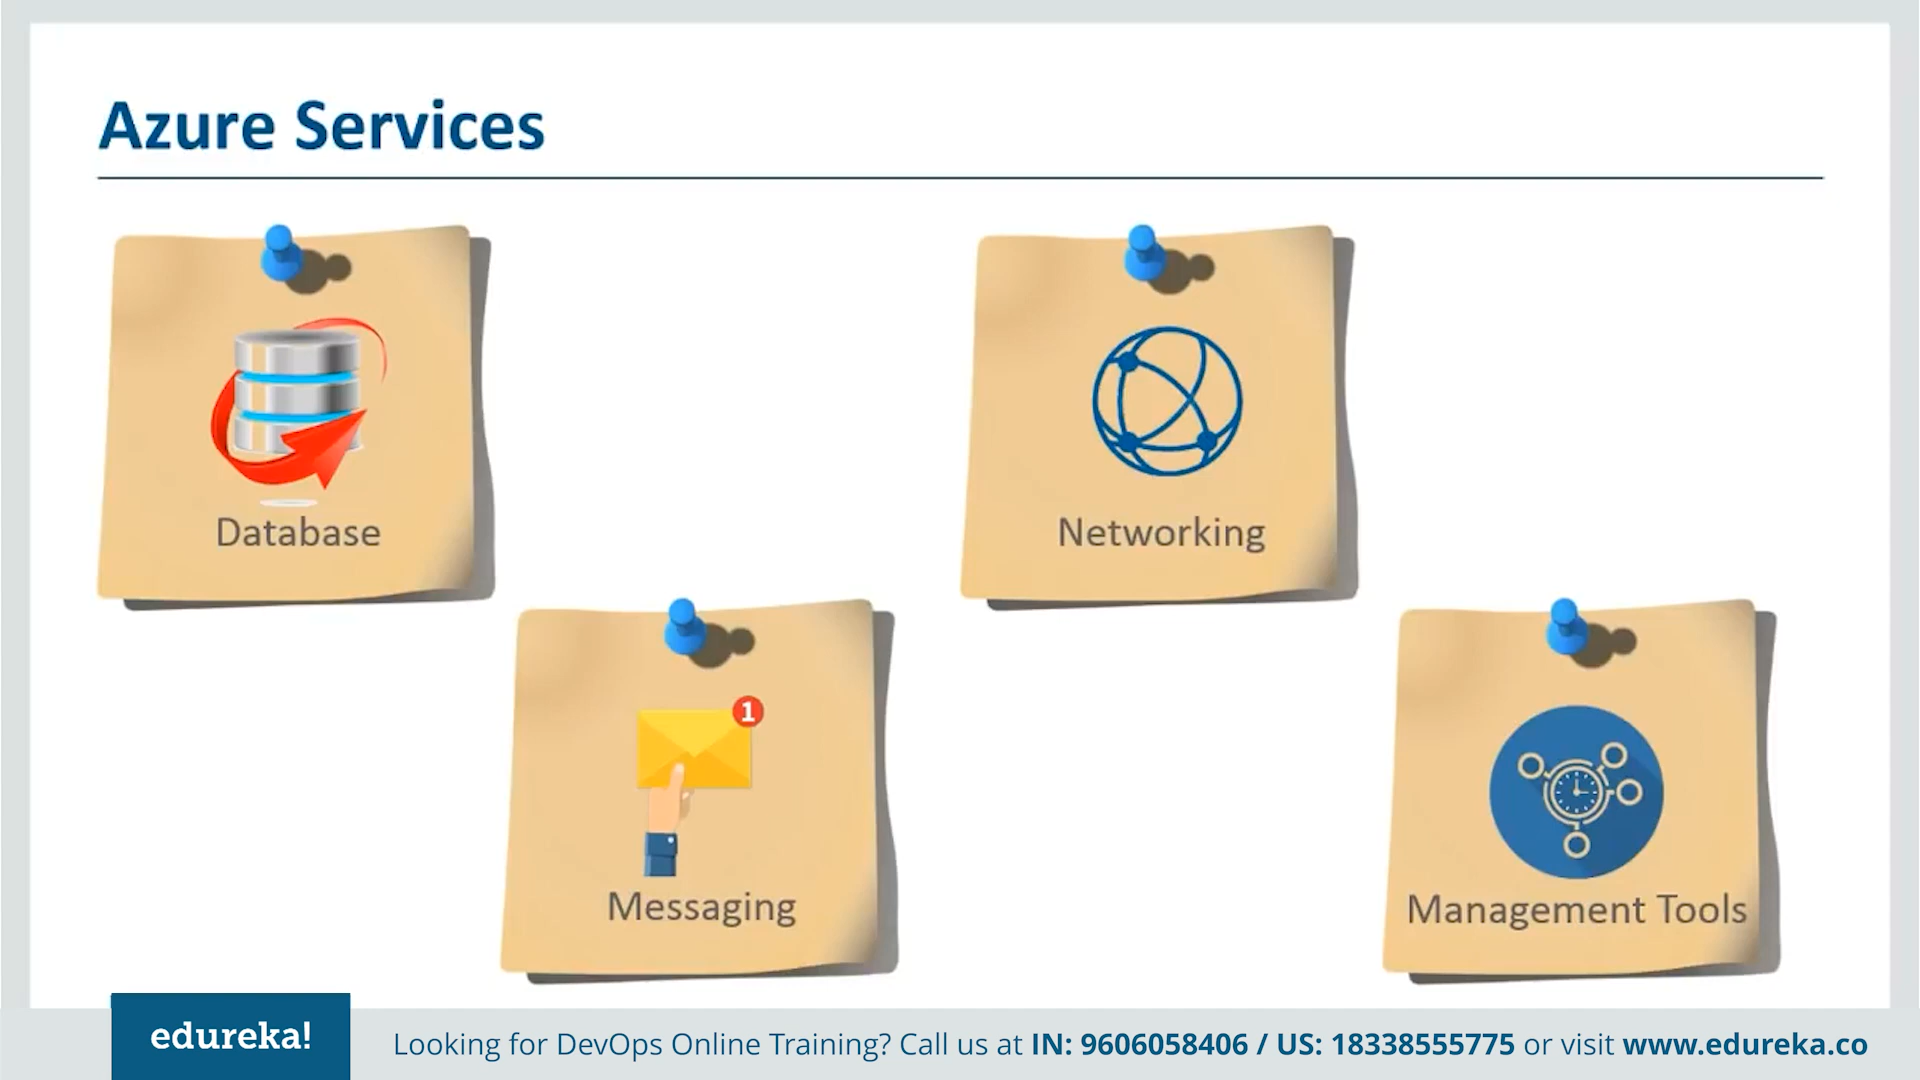 Azure Services
Database
Networking
1
Messaging
Management Tools
edureka!
Looking for DevOps Online Training? Call us at IN: 9606058406 / US: 18338555775 or visit www.edureka.co